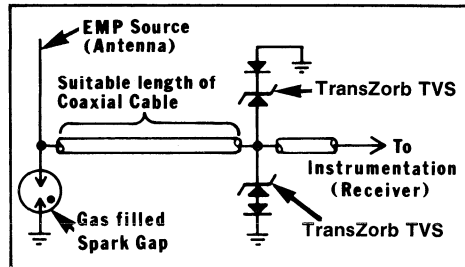 EMP Source
(Antenna)
Suitable length of
Coaxial Cable
TransZorb TVS
To
Instrumentation
(Receiver)
Gas filled
Spark Gap
TransZorb TVS